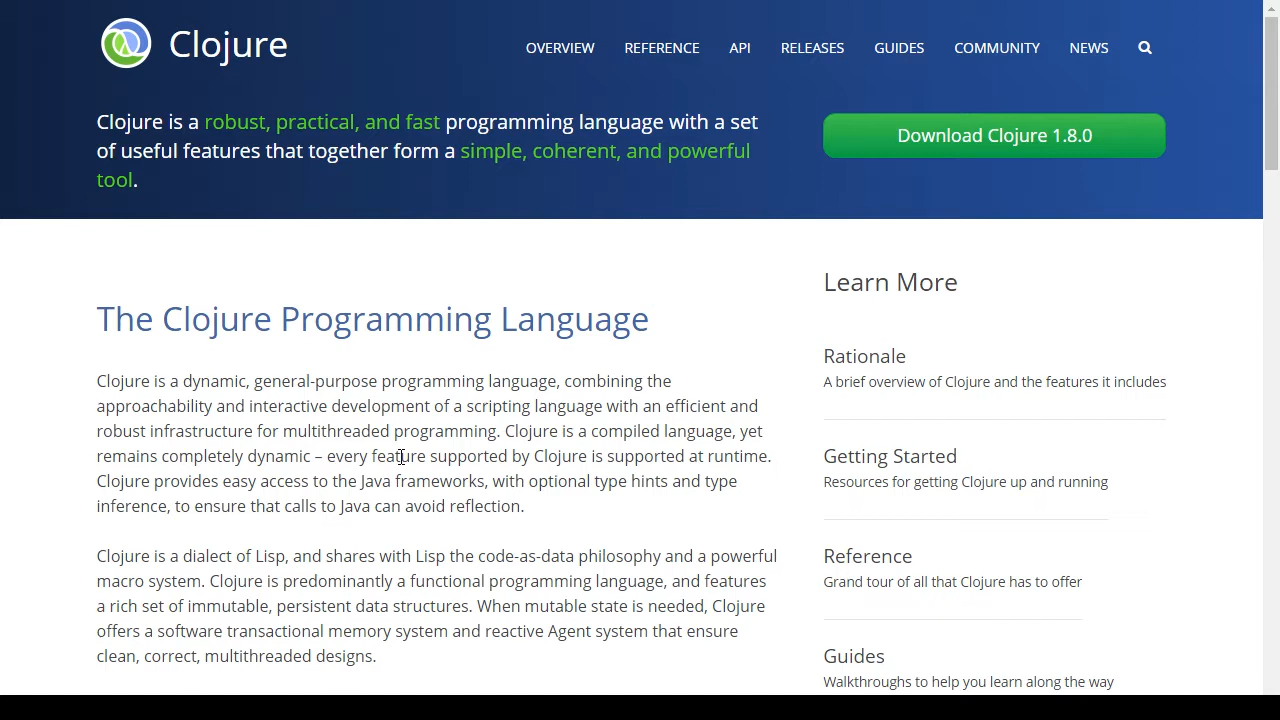 Clojure
OVERVIEW REFERENCE API RELEASES GUIDES COMMUNITY NEWS
Clojure is a robust, practical, and fast programming language with a set
of useful features that together form a simple, coherent, and powerful
tool.
Download Clojure 1.8.0
The Clojure Programming Language
Clojure is a dynamic, general-purpose programming language, combining the
approachability and interactive development of a scripting language with an efficient and
robust infrastructure for multithreaded programming. Clojure is a compiled language, yet
remains completely dynamic – every feature supported by Clojure is supported at runtime.
Clojure provides easy access to the Java frameworks, with optional type hints and type
inference, to ensure that calls to Java can avoid reflection.
Clojure is a dialect of Lisp, and shares with Lisp the code-as-data philosophy and a powerful
macro system. Clojure is predominantly a functional programming language, and features
a rich set of immutable, persistent data structures. When mutable state is needed, Clojure
offers a software transactional memory system and reactive Agent system that ensure
clean, correct, multithreaded designs.
Learn More
Rationale
A brief overview of Clojure and the features it includes
Getting Started
Resources for getting Clojure up and running
Reference
Grand tour of all that Clojure has to offer
Guides
Walkthroughs to help you learn along the way